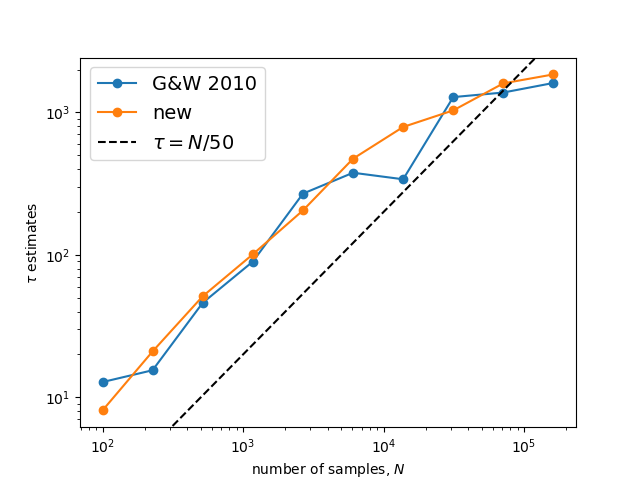 G&W 2010
new
τ = N/50
10³
10²
10¹
τ estimates
10² 10³ 10⁴ 10⁵
number of samples, N